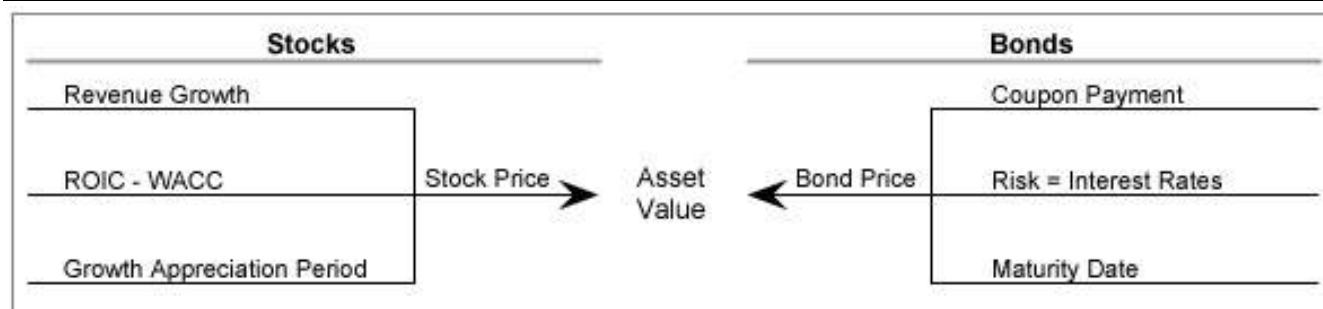 Stocks
Bonds
Revenue Growth
Coupon Payment
ROIC - WACC
Stock Price
Asset
Value
Bond Price
Risk = Interest Rates
Growth Appreciation Period
Maturity Date